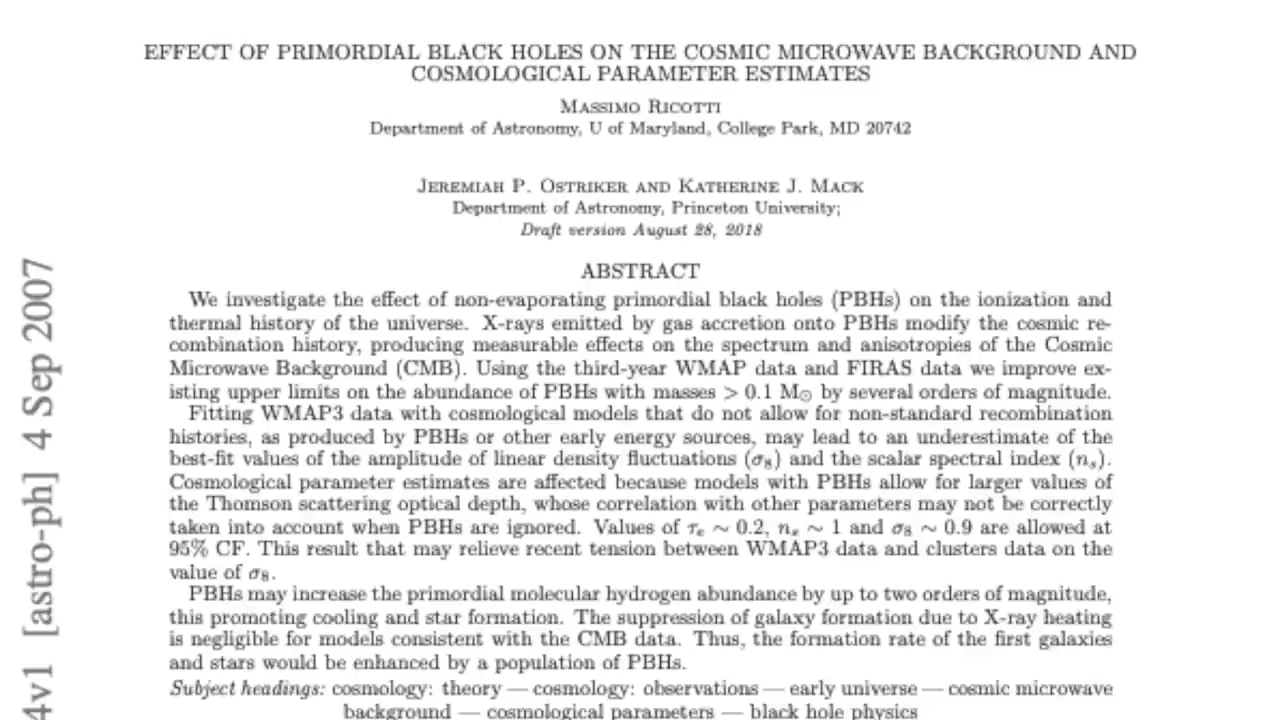 EFFECT OF PRIMORDIAL BLACK HOLES ON THE COSMIC MICROWAVE BACKGROUND AND
COSMOLOGICAL PARAMETER ESTIMATES
Massimo Ricotti
Department of Astronomy, U of Maryland, College Park, MD 20742
Jeremiah P. Ostriker and Katherine J. Mack
Department of Astronomy, Princeton University;
Draft version August 28, 2018
ABSTRACT
We investigate the effect of non-evaporating primordial black holes (PBHs) on the ionization and
thermal history of the universe. X-rays emitted by gas accretion onto PBHs modify the cosmic re-
combination history, producing measurable effects on the spectrum and anisotropies of the Cosmic
Microwave Background (CMB). Using the third-year WMAP data and FIRAS data we improve ex-
isting upper limits on the abundance of PBHs with masses > 0.1 M⊙ by several orders of magnitude.
Fitting WMAP3 data with cosmological models that do not allow for non-standard recombination
histories, as produced by PBHs or other early energy sources, may lead to an underestimate of the
best-fit values of the amplitude of linear density fluctuations (σ₈) and the scalar spectral index (nₛ).
Cosmological parameter estimates are affected because models with PBHs allow for larger values of
the Thomson scattering optical depth, whose correlation with other parameters may not be correctly
taken into account when PBHs are ignored. Values of τₑ ∼ 0.2, nₛ ∼ 1 and σ₈ ∼ 0.9 are allowed at
95% CF. This result that may relieve recent tension between WMAP3 data and clusters data on the
value of σ₈.
PBHs may increase the primordial molecular hydrogen abundance by up to two orders of magnitude,
this promoting cooling and star formation. The suppression of galaxy formation due to X-ray heating
is negligible for models consistent with the CMB data. Thus, the formation rate of the first galaxies
and stars would be enhanced by a population of PBHs.
Subject headings: cosmology: theory — cosmology: observations — early universe — cosmic microwave
background — cosmological parameters — black hole physics
4v1 [astro-ph] 4 Sep 2007